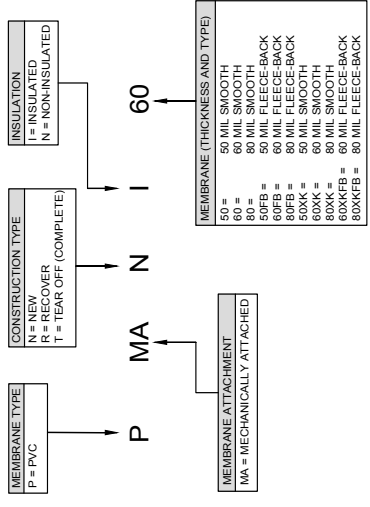 MEMBRANE TYPE
P = PVC
CONSTRUCTION TYPE
N = NEW
R = RECOVER
T = TEAR OFF (COMPLETE)
INSULATION
I = INSULATED
N = NON-INSULATED
P MA N I 60
MEMBRANE ATTACHMENT
MA = MECHANICALLY ATTACHED
MEMBRANE (THICKNESS AND TYPE)
50 = 50 MIL SMOOTH
60 = 60 MIL SMOOTH
80 = 80 MIL SMOOTH
50FB = 50 MIL FLEECE-BACK
60FB = 60 MIL FLEECE-BACK
80FB = 80 MIL FLEECE-BACK
50XK = 50 MIL SMOOTH
60XK = 60 MIL SMOOTH
80XK = 80 MIL SMOOTH
60XKFB = 60 MIL FLEECE-BACK
80XKFB = 80 MIL FLEECE-BACK